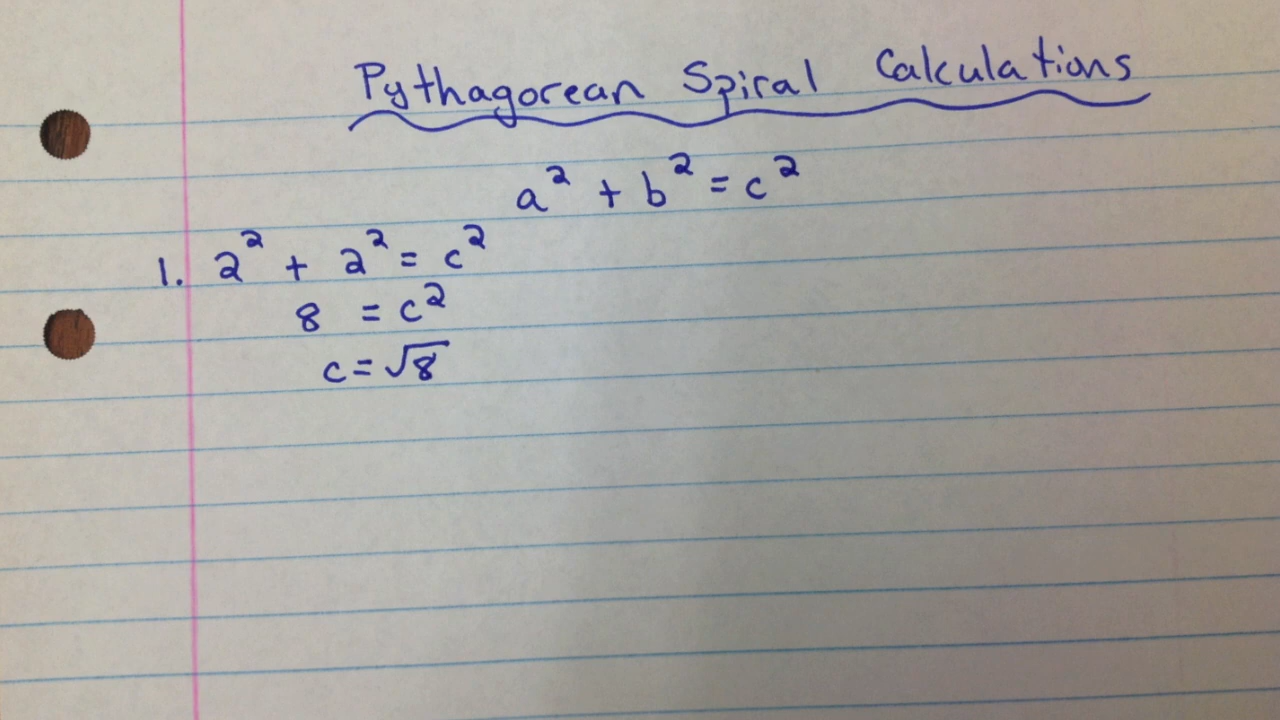 Pythagorean Spiral Calculations
a² + b² = c²
1. 2² + 2² = c²
8 = c²
c = √8